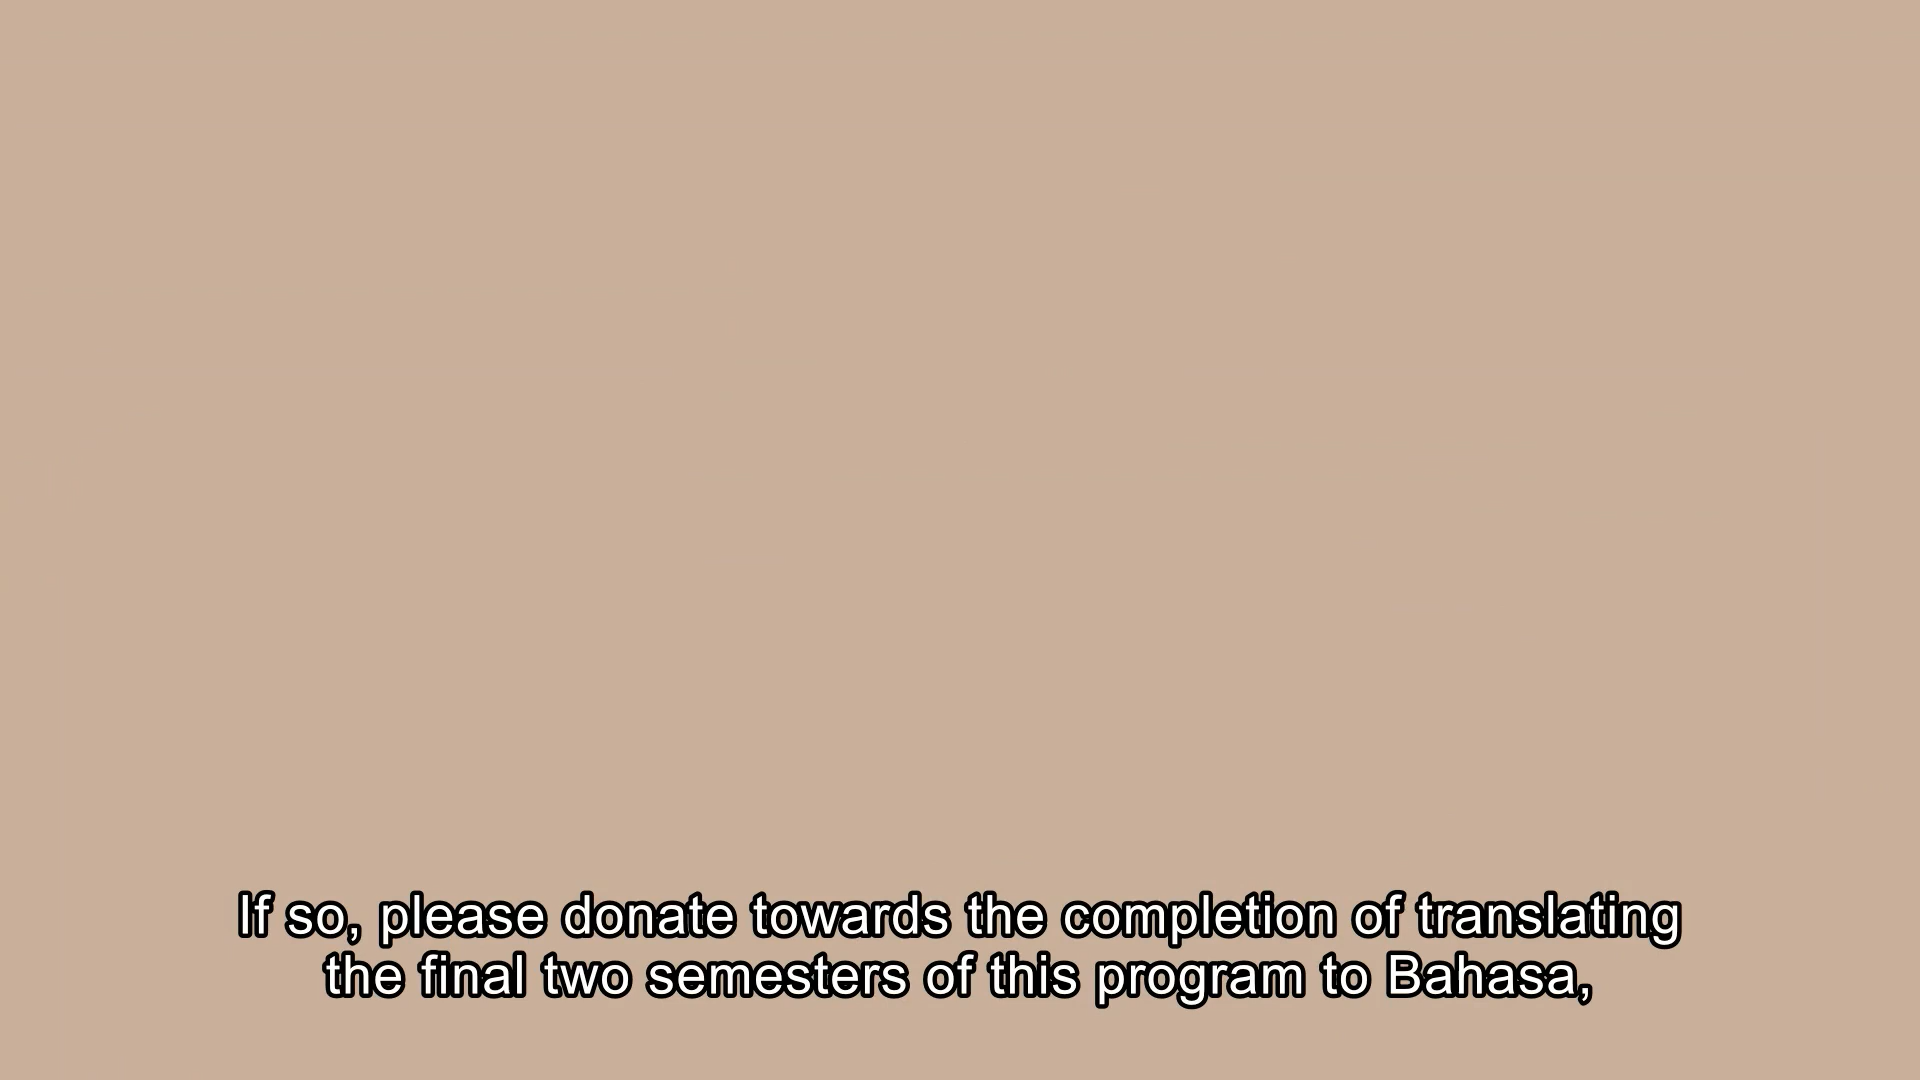 If so, please donate towards the completion of translating
the final two semesters of this program to Bahasa,